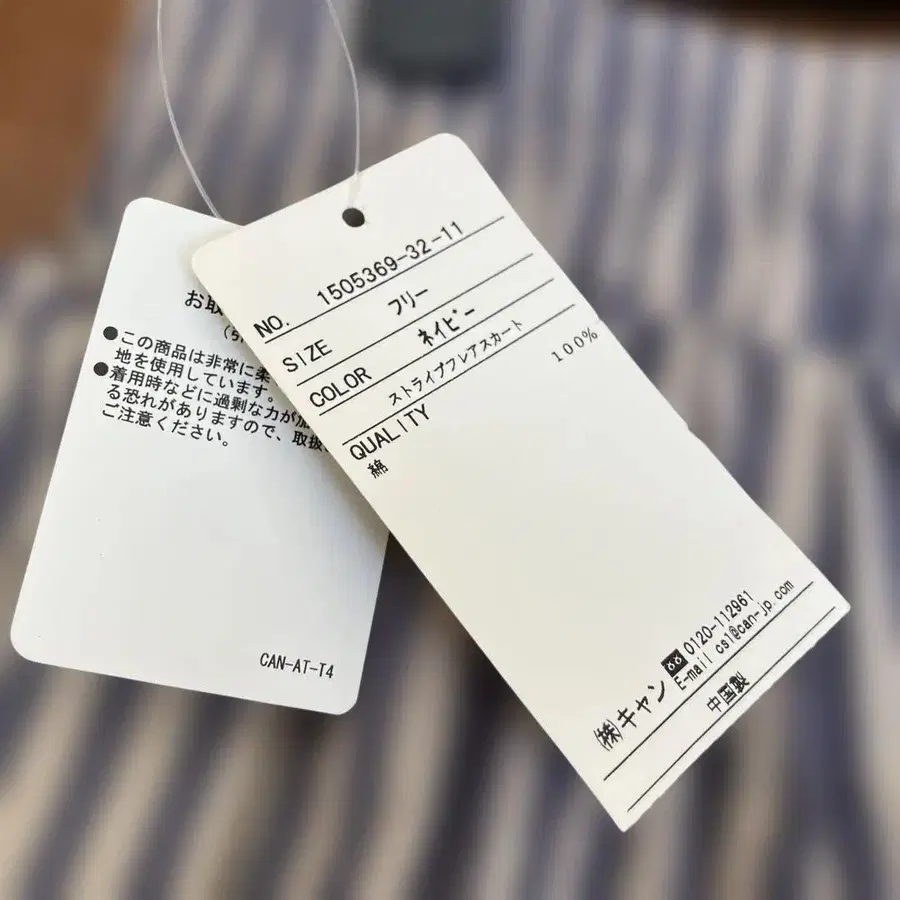 お取
●この商品は非常に柔
地を使用しています。
●着用時などに過剰な力が加
る恐れがありますので、取扱
ご注意ください。
CAN-AT-T4
NO. 1505369-32-11
SIZE フリー
COLOR ネイビー
ストライプフレアスカート
QUALITY
綿 100%
㈱キャン 0120-112961
E-mail cs1@can-jp.com
中国製